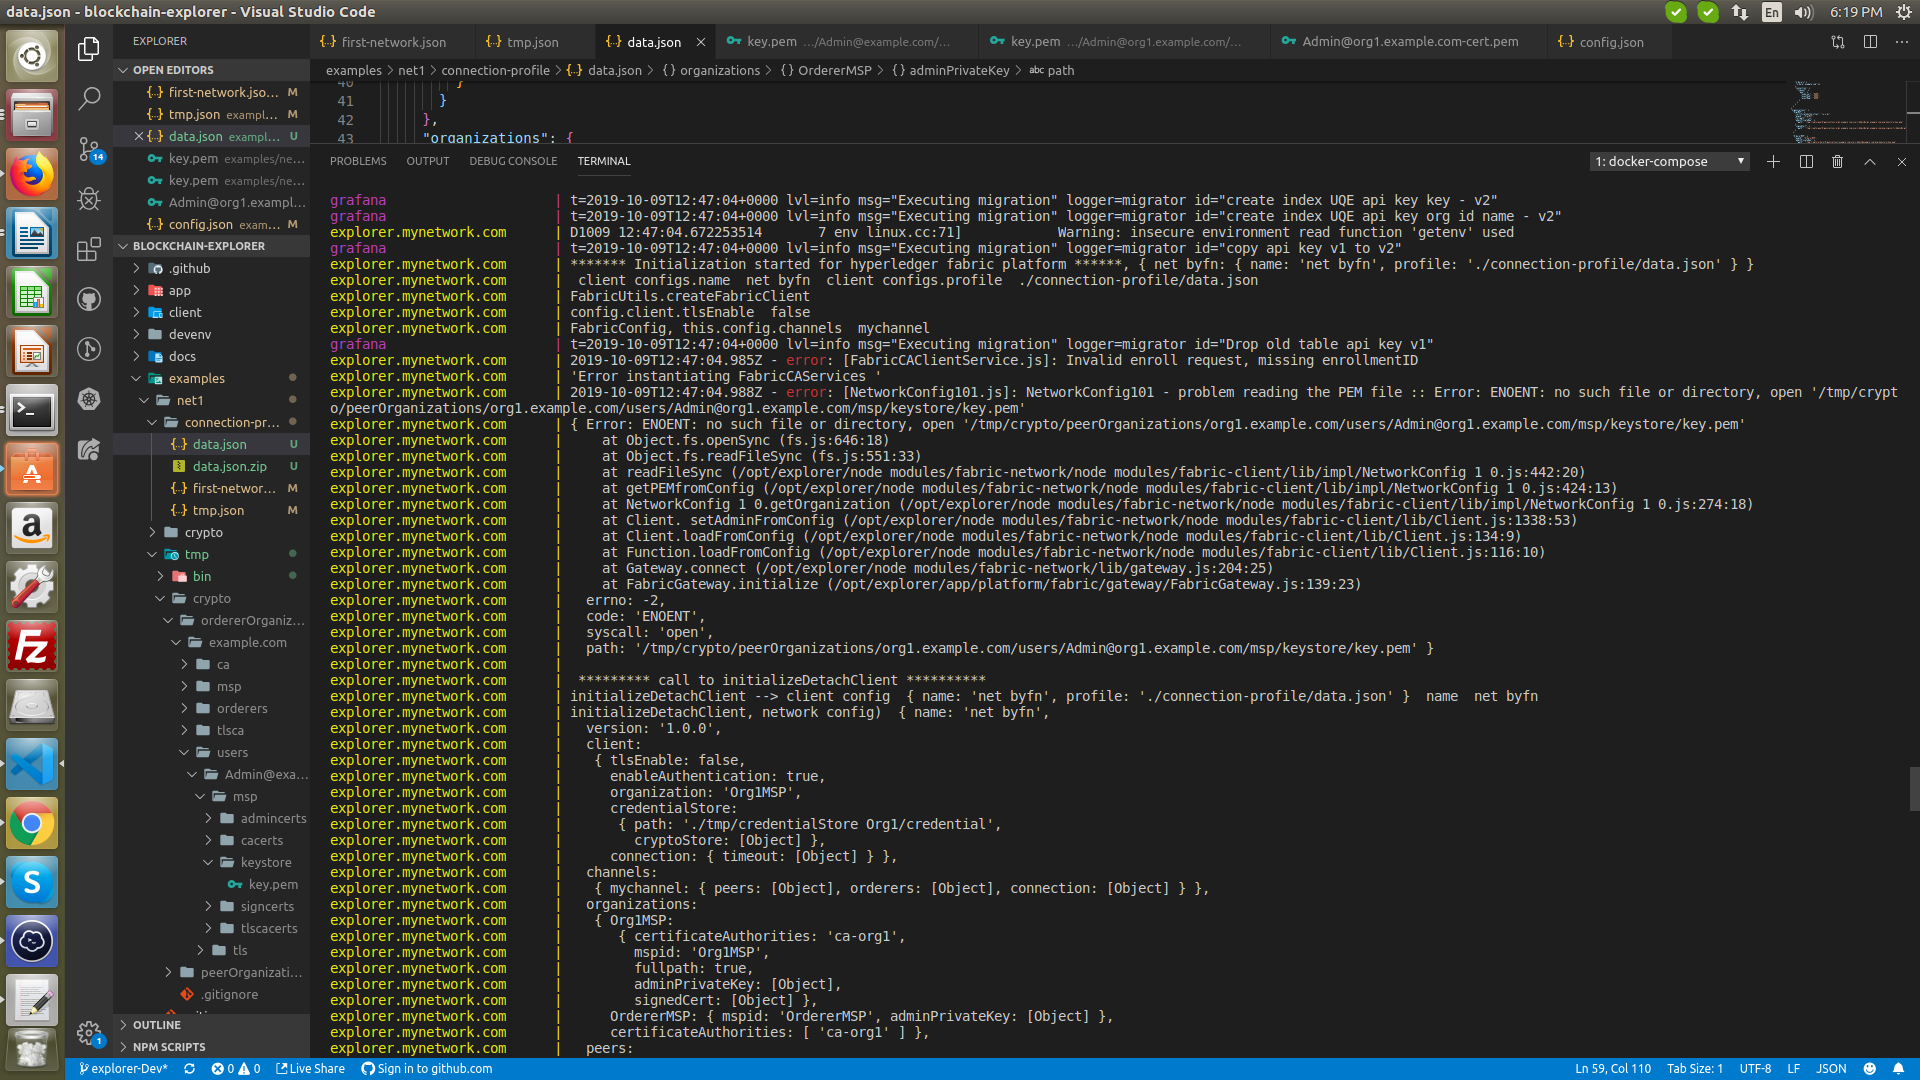 data.json - blockchain-explorer - Visual Studio Code
En
6:19 PM
EXPLORER
first-network.json
tmp.json
data.json
key.pem .../Admin@example.com/...
key.pem .../Admin@org1.example.com/...
Admin@org1.example.com-cert.pem
config.json
OPEN EDITORS
examples > net1 > connection-profile > {..} data.json > { } organizations > { } OrdererMSP > { } adminPrivateKey > abc path
first-network.jso... M
tmp.json exampl... M
data.json exampl... U
key.pem examples/ne...
key.pem examples/ne...
Admin@org1.exampl...
config.json exam... M
40 }
41 }
42 },
43 "organizations": {
14
BLOCKCHAIN-EXPLORER
.github
app
client
devenv
docs
examples
net1
connection-pr...
data.json U
data.json.zip U
first-networ... M
tmp.json M
crypto
tmp
bin
crypto
ordererOrganiz...
example.com
ca
msp
orderers
tlsca
users
Admin@exa...
msp
admincerts
cacerts
keystore
key.pem
signcerts
tlscacerts
tls
peerOrganizati...
.gitignore
OUTLINE
NPM SCRIPTS
1
PROBLEMS OUTPUT DEBUG CONSOLE TERMINAL
1: docker-compose
grafana | t=2019-10-09T12:47:04+0000 lvl=info msg="Executing migration" logger=migrator id="create index UQE api key key - v2"
grafana | t=2019-10-09T12:47:04+0000 lvl=info msg="Executing migration" logger=migrator id="create index UQE api key org id name - v2"
explorer.mynetwork.com | D1009 12:47:04.672253514 7 env linux.cc:71] Warning: insecure environment read function 'getenv' used
grafana | t=2019-10-09T12:47:04+0000 lvl=info msg="Executing migration" logger=migrator id="copy api key v1 to v2"
explorer.mynetwork.com | ******* Initialization started for hyperledger fabric platform ******, { net byfn: { name: 'net byfn', profile: './connection-profile/data.json' } }
explorer.mynetwork.com | client configs.name net byfn client configs.profile ./connection-profile/data.json
explorer.mynetwork.com | FabricUtils.createFabricClient
explorer.mynetwork.com | config.client.tlsEnable false
explorer.mynetwork.com | FabricConfig, this.config.channels mychannel
grafana | t=2019-10-09T12:47:04+0000 lvl=info msg="Executing migration" logger=migrator id="Drop old table api key v1"
explorer.mynetwork.com | 2019-10-09T12:47:04.985Z - error: [FabricCAClientService.js]: Invalid enroll request, missing enrollmentID
explorer.mynetwork.com | 'Error instantiating FabricCAServices '
explorer.mynetwork.com | 2019-10-09T12:47:04.988Z - error: [NetworkConfig101.js]: NetworkConfig101 - problem reading the PEM file :: Error: ENOENT: no such file or directory, open '/tmp/crypt
o/peerOrganizations/org1.example.com/users/Admin@org1.example.com/msp/keystore/key.pem'
explorer.mynetwork.com | { Error: ENOENT: no such file or directory, open '/tmp/crypto/peerOrganizations/org1.example.com/users/Admin@org1.example.com/msp/keystore/key.pem'
explorer.mynetwork.com | at Object.fs.openSync (fs.js:646:18)
explorer.mynetwork.com | at Object.fs.readFileSync (fs.js:551:33)
explorer.mynetwork.com | at readFileSync (/opt/explorer/node modules/fabric-network/node modules/fabric-client/lib/impl/NetworkConfig 1 0.js:442:20)
explorer.mynetwork.com | at getPEMfromConfig (/opt/explorer/node modules/fabric-network/node modules/fabric-client/lib/impl/NetworkConfig 1 0.js:424:13)
explorer.mynetwork.com | at NetworkConfig 1 0.getOrganization (/opt/explorer/node modules/fabric-network/node modules/fabric-client/lib/impl/NetworkConfig 1 0.js:274:18)
explorer.mynetwork.com | at Client. setAdminFromConfig (/opt/explorer/node modules/fabric-network/node modules/fabric-client/lib/Client.js:1338:53)
explorer.mynetwork.com | at Client.loadFromConfig (/opt/explorer/node modules/fabric-network/node modules/fabric-client/lib/Client.js:134:9)
explorer.mynetwork.com | at Function.loadFromConfig (/opt/explorer/node modules/fabric-network/node modules/fabric-client/lib/Client.js:116:10)
explorer.mynetwork.com | at Gateway.connect (/opt/explorer/node modules/fabric-network/lib/gateway.js:204:25)
explorer.mynetwork.com | at FabricGateway.initialize (/opt/explorer/app/platform/fabric/gateway/FabricGateway.js:139:23)
explorer.mynetwork.com | errno: -2,
explorer.mynetwork.com | code: 'ENOENT',
explorer.mynetwork.com | syscall: 'open',
explorer.mynetwork.com | path: '/tmp/crypto/peerOrganizations/org1.example.com/users/Admin@org1.example.com/msp/keystore/key.pem' }
explorer.mynetwork.com |
explorer.mynetwork.com | ********* call to initializeDetachClient **********
explorer.mynetwork.com | initializeDetachClient --> client config { name: 'net byfn', profile: './connection-profile/data.json' } name net byfn
explorer.mynetwork.com | initializeDetachClient, network config) { name: 'net byfn',
explorer.mynetwork.com | version: '1.0.0',
explorer.mynetwork.com | client:
explorer.mynetwork.com | { tlsEnable: false,
explorer.mynetwork.com | enableAuthentication: true,
explorer.mynetwork.com | organization: 'Org1MSP',
explorer.mynetwork.com | credentialStore:
explorer.mynetwork.com | { path: './tmp/credentialStore Org1/credential',
explorer.mynetwork.com | cryptoStore: [Object] },
explorer.mynetwork.com | connection: { timeout: [Object] } },
explorer.mynetwork.com | channels:
explorer.mynetwork.com | { mychannel: { peers: [Object], orderers: [Object], connection: [Object] } },
explorer.mynetwork.com | organizations:
explorer.mynetwork.com | { Org1MSP:
explorer.mynetwork.com | { certificateAuthorities: 'ca-org1',
explorer.mynetwork.com | mspid: 'Org1MSP',
explorer.mynetwork.com | fullpath: true,
explorer.mynetwork.com | adminPrivateKey: [Object],
explorer.mynetwork.com | signedCert: [Object] },
explorer.mynetwork.com | OrdererMSP: { mspid: 'OrdererMSP', adminPrivateKey: [Object] },
explorer.mynetwork.com | certificateAuthorities: [ 'ca-org1' ] },
explorer.mynetwork.com | peers:
explorer-Dev* 0 0 Live Share Sign in to github.com
Ln 59, Col 110 Tab Size: 1 UTF-8 LF JSON